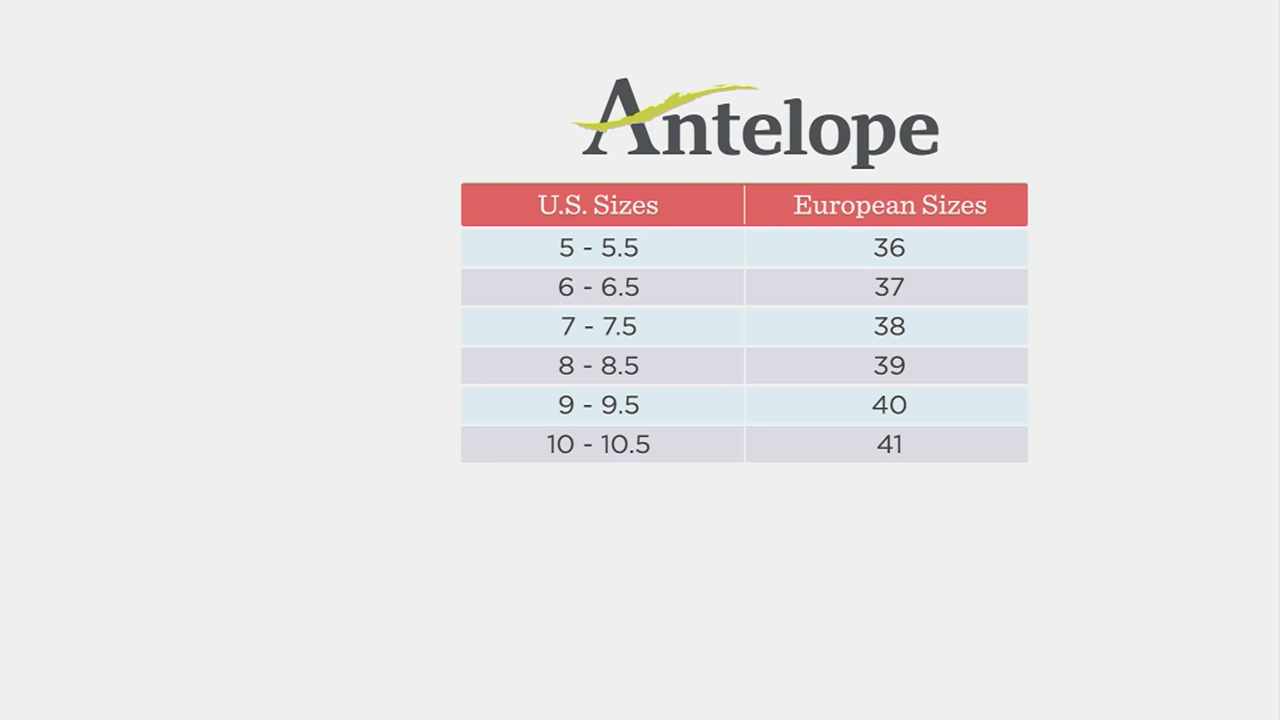 Antelope
U.S. Sizes European Sizes
5 - 5.5 36
6 - 6.5 37
7 - 7.5 38
8 - 8.5 39
9 - 9.5 40
10 - 10.5 41